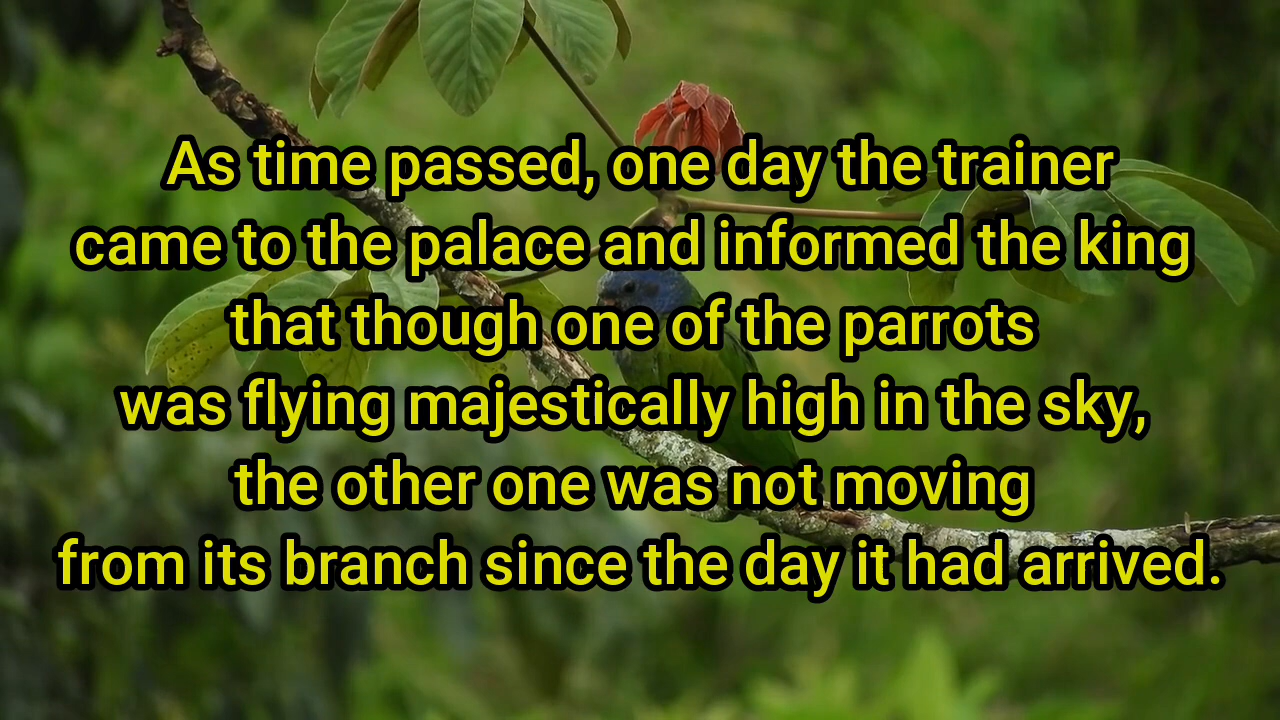 As time passed, one day the trainer
came to the palace and informed the king
that though one of the parrots
was flying majestically high in the sky,
the other one was not moving
from its branch since the day it had arrived.